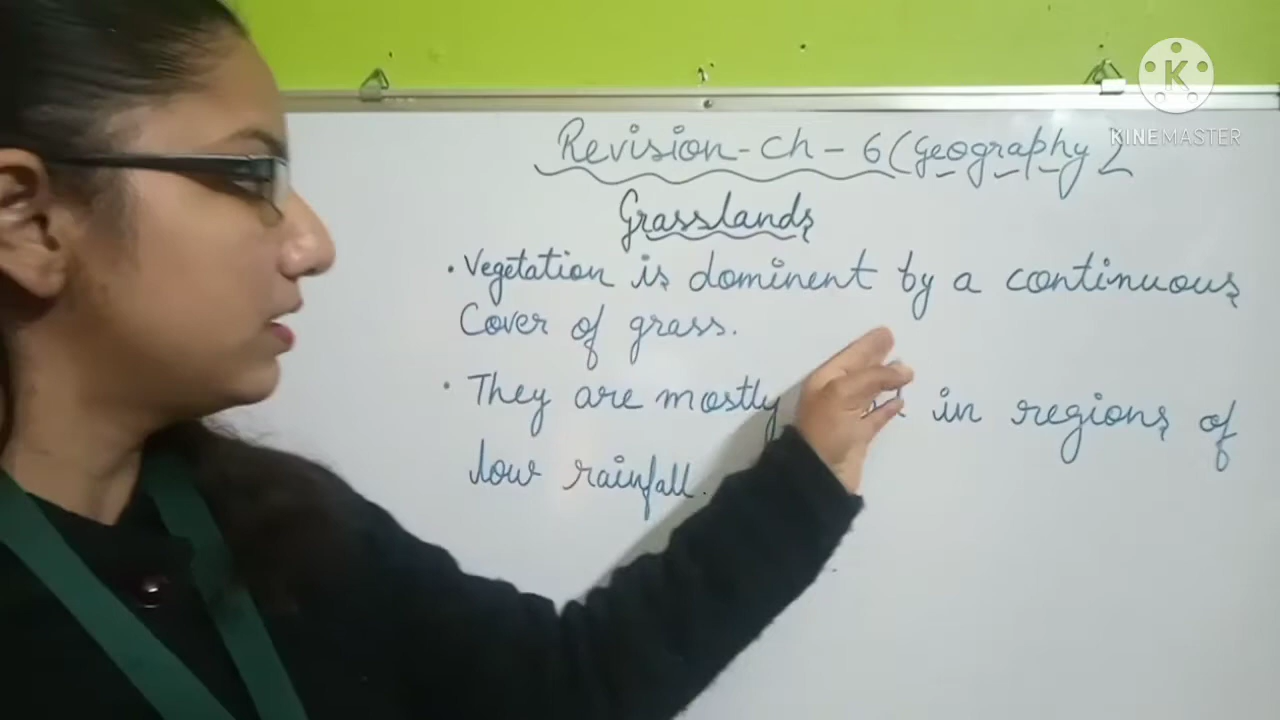 Revision-Ch-6 (Geography)
Grasslands
• Vegetation is dominent by a continuous
Cover of grass.
• They are mostly in regions of
low rainfall.
K
KINEMASTER